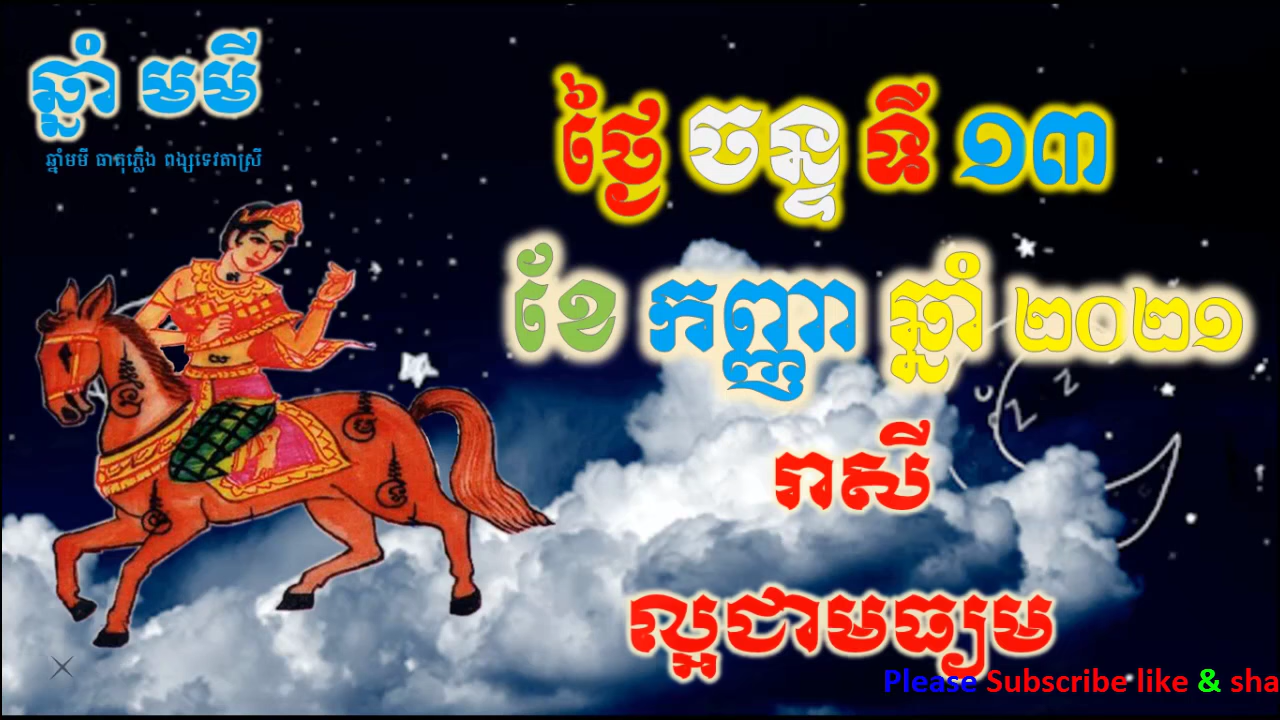 ឆ្នាំ មមី
ឆ្នាំមមី ធាតុភ្លើង ពង្សទេវតាស្រី
ថ្ងៃ ចន្ទ ទី ១៣
ខែ កញ្ញា ឆ្នាំ ២០២១
រាសី
ល្អជាមធ្យម
Please Subscribe like & sha